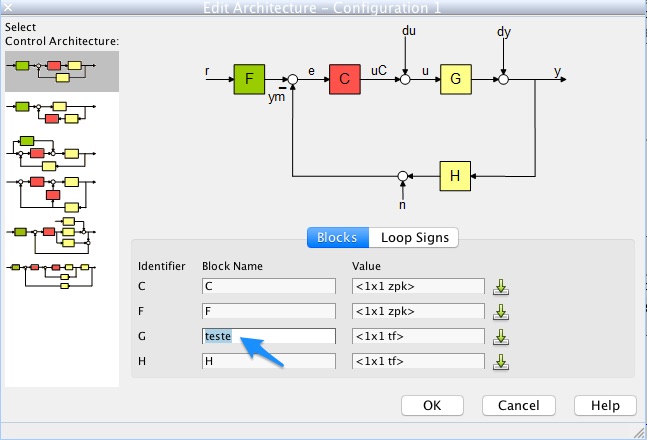 Edit Architecture - Configuration 1
Select
Control Architecture:
du dy
r F e C uC u G y
ym
H
n
Blocks Loop Signs
Identifier Block Name Value
C C <1x1 zpk>
F F <1x1 zpk>
G teste <1x1 tf>
H H <1x1 tf>
OK Cancel Help